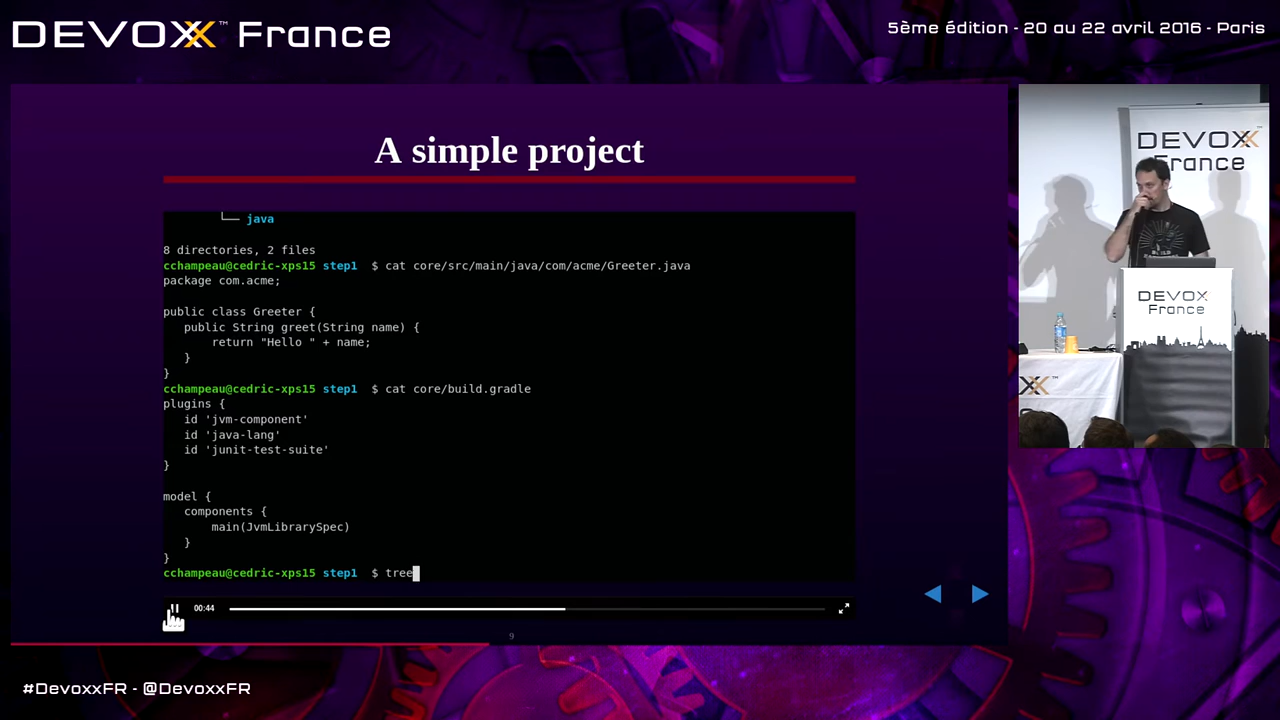 DEVOXX™ France
5ème édition - 20 au 22 avril 2016 - Paris
A simple project
└── java
8 directories, 2 files
cchampeau@cedric-xps15 step1 $ cat core/src/main/java/com/acme/Greeter.java
package com.acme;
public class Greeter {
public String greet(String name) {
return "Hello " + name;
}
}
cchampeau@cedric-xps15 step1 $ cat core/build.gradle
plugins {
id 'jvm-component'
id 'java-lang'
id 'junit-test-suite'
}
model {
components {
main(JvmLibrarySpec)
}
}
cchampeau@cedric-xps15 step1 $ tree
00:44
9
DEVOXX™
France
DEVOXX
France
#DevoxxFR - @DevoxxFR